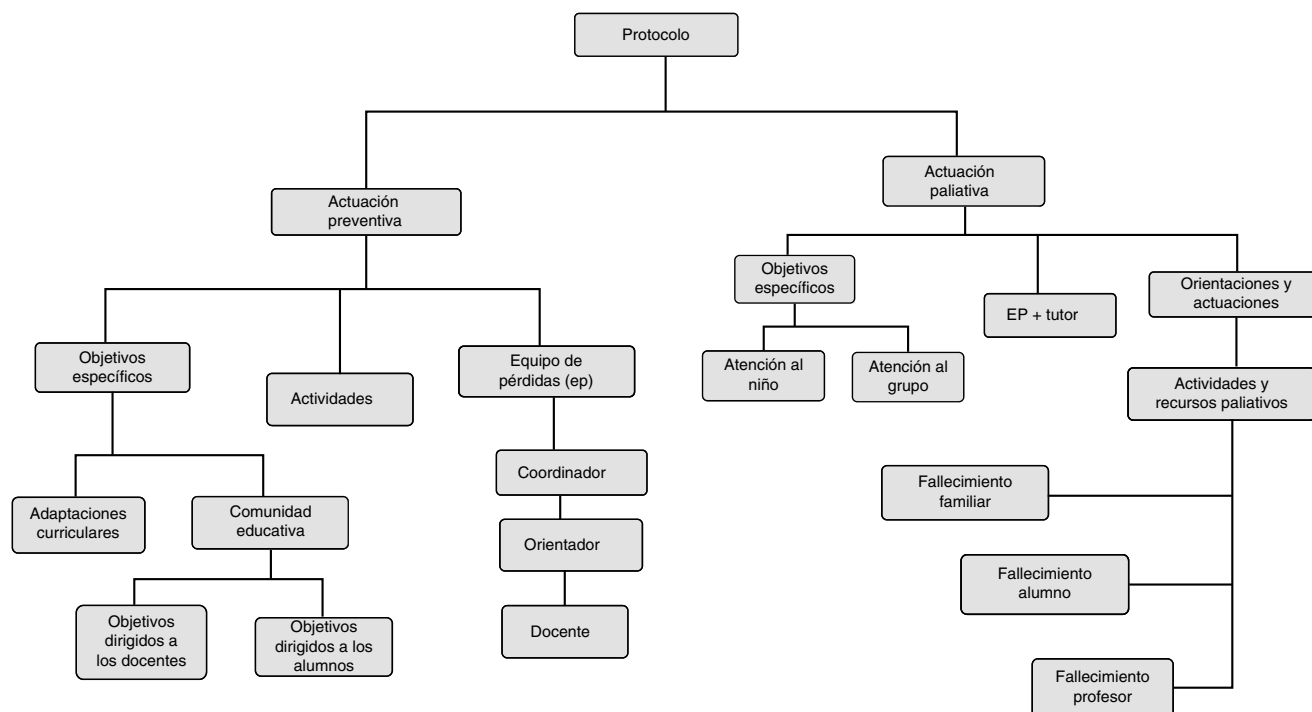 Protocolo
Actuación
preventiva
Actuación
paliativa
Objetivos
específicos
Actividades
Equipo de
pérdidas (ep)
Objetivos
específicos
EP + tutor
Orientaciones y
actuaciones
Atención al
niño
Atención al
grupo
Actividades y
recursos paliativos
Adaptaciones
curriculares
Comunidad
educativa
Coordinador
Orientador
Docente
Objetivos
dirigidos a
los docentes
Objetivos
dirigidos a los
alumnos
Fallecimiento
familiar
Fallecimiento
alumno
Fallecimiento
profesor